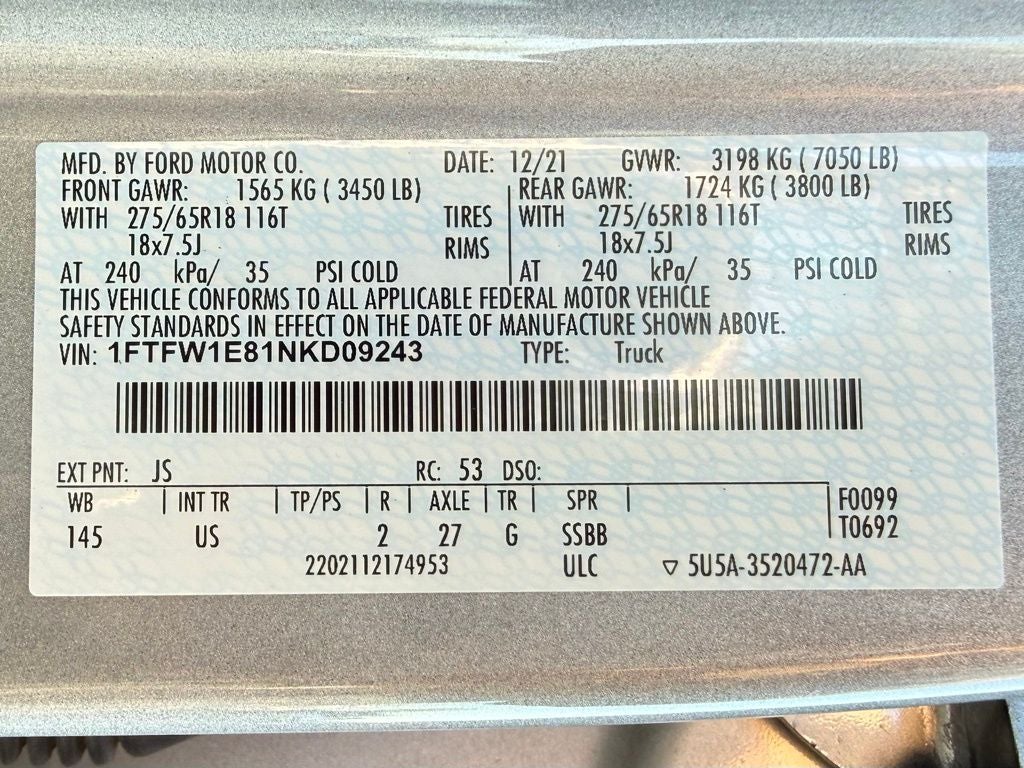 MFD. BY FORD MOTOR CO. DATE: 12/21 GVWR: 3198 KG ( 7050 LB)
FRONT GAWR: 1565 KG ( 3450 LB) REAR GAWR: 1724 KG ( 3800 LB)
WITH 275/65R18 116T TIRES WITH 275/65R18 116T TIRES
18x7.5J RIMS 18x7.5J RIMS
AT 240 kPa/ 35 PSI COLD AT 240 kPa/ 35 PSI COLD
THIS VEHICLE CONFORMS TO ALL APPLICABLE FEDERAL MOTOR VEHICLE
SAFETY STANDARDS IN EFFECT ON THE DATE OF MANUFACTURE SHOWN ABOVE.
VIN: 1FTFW1E81NKD09243 TYPE: Truck
EXT PNT: JS RC: 53 DSO:
WB INT TR TP/PS R AXLE TR SPR F0099
145 US 2 27 G SSBB T0692
2202112174953 ULC ▽ 5U5A-3520472-AA